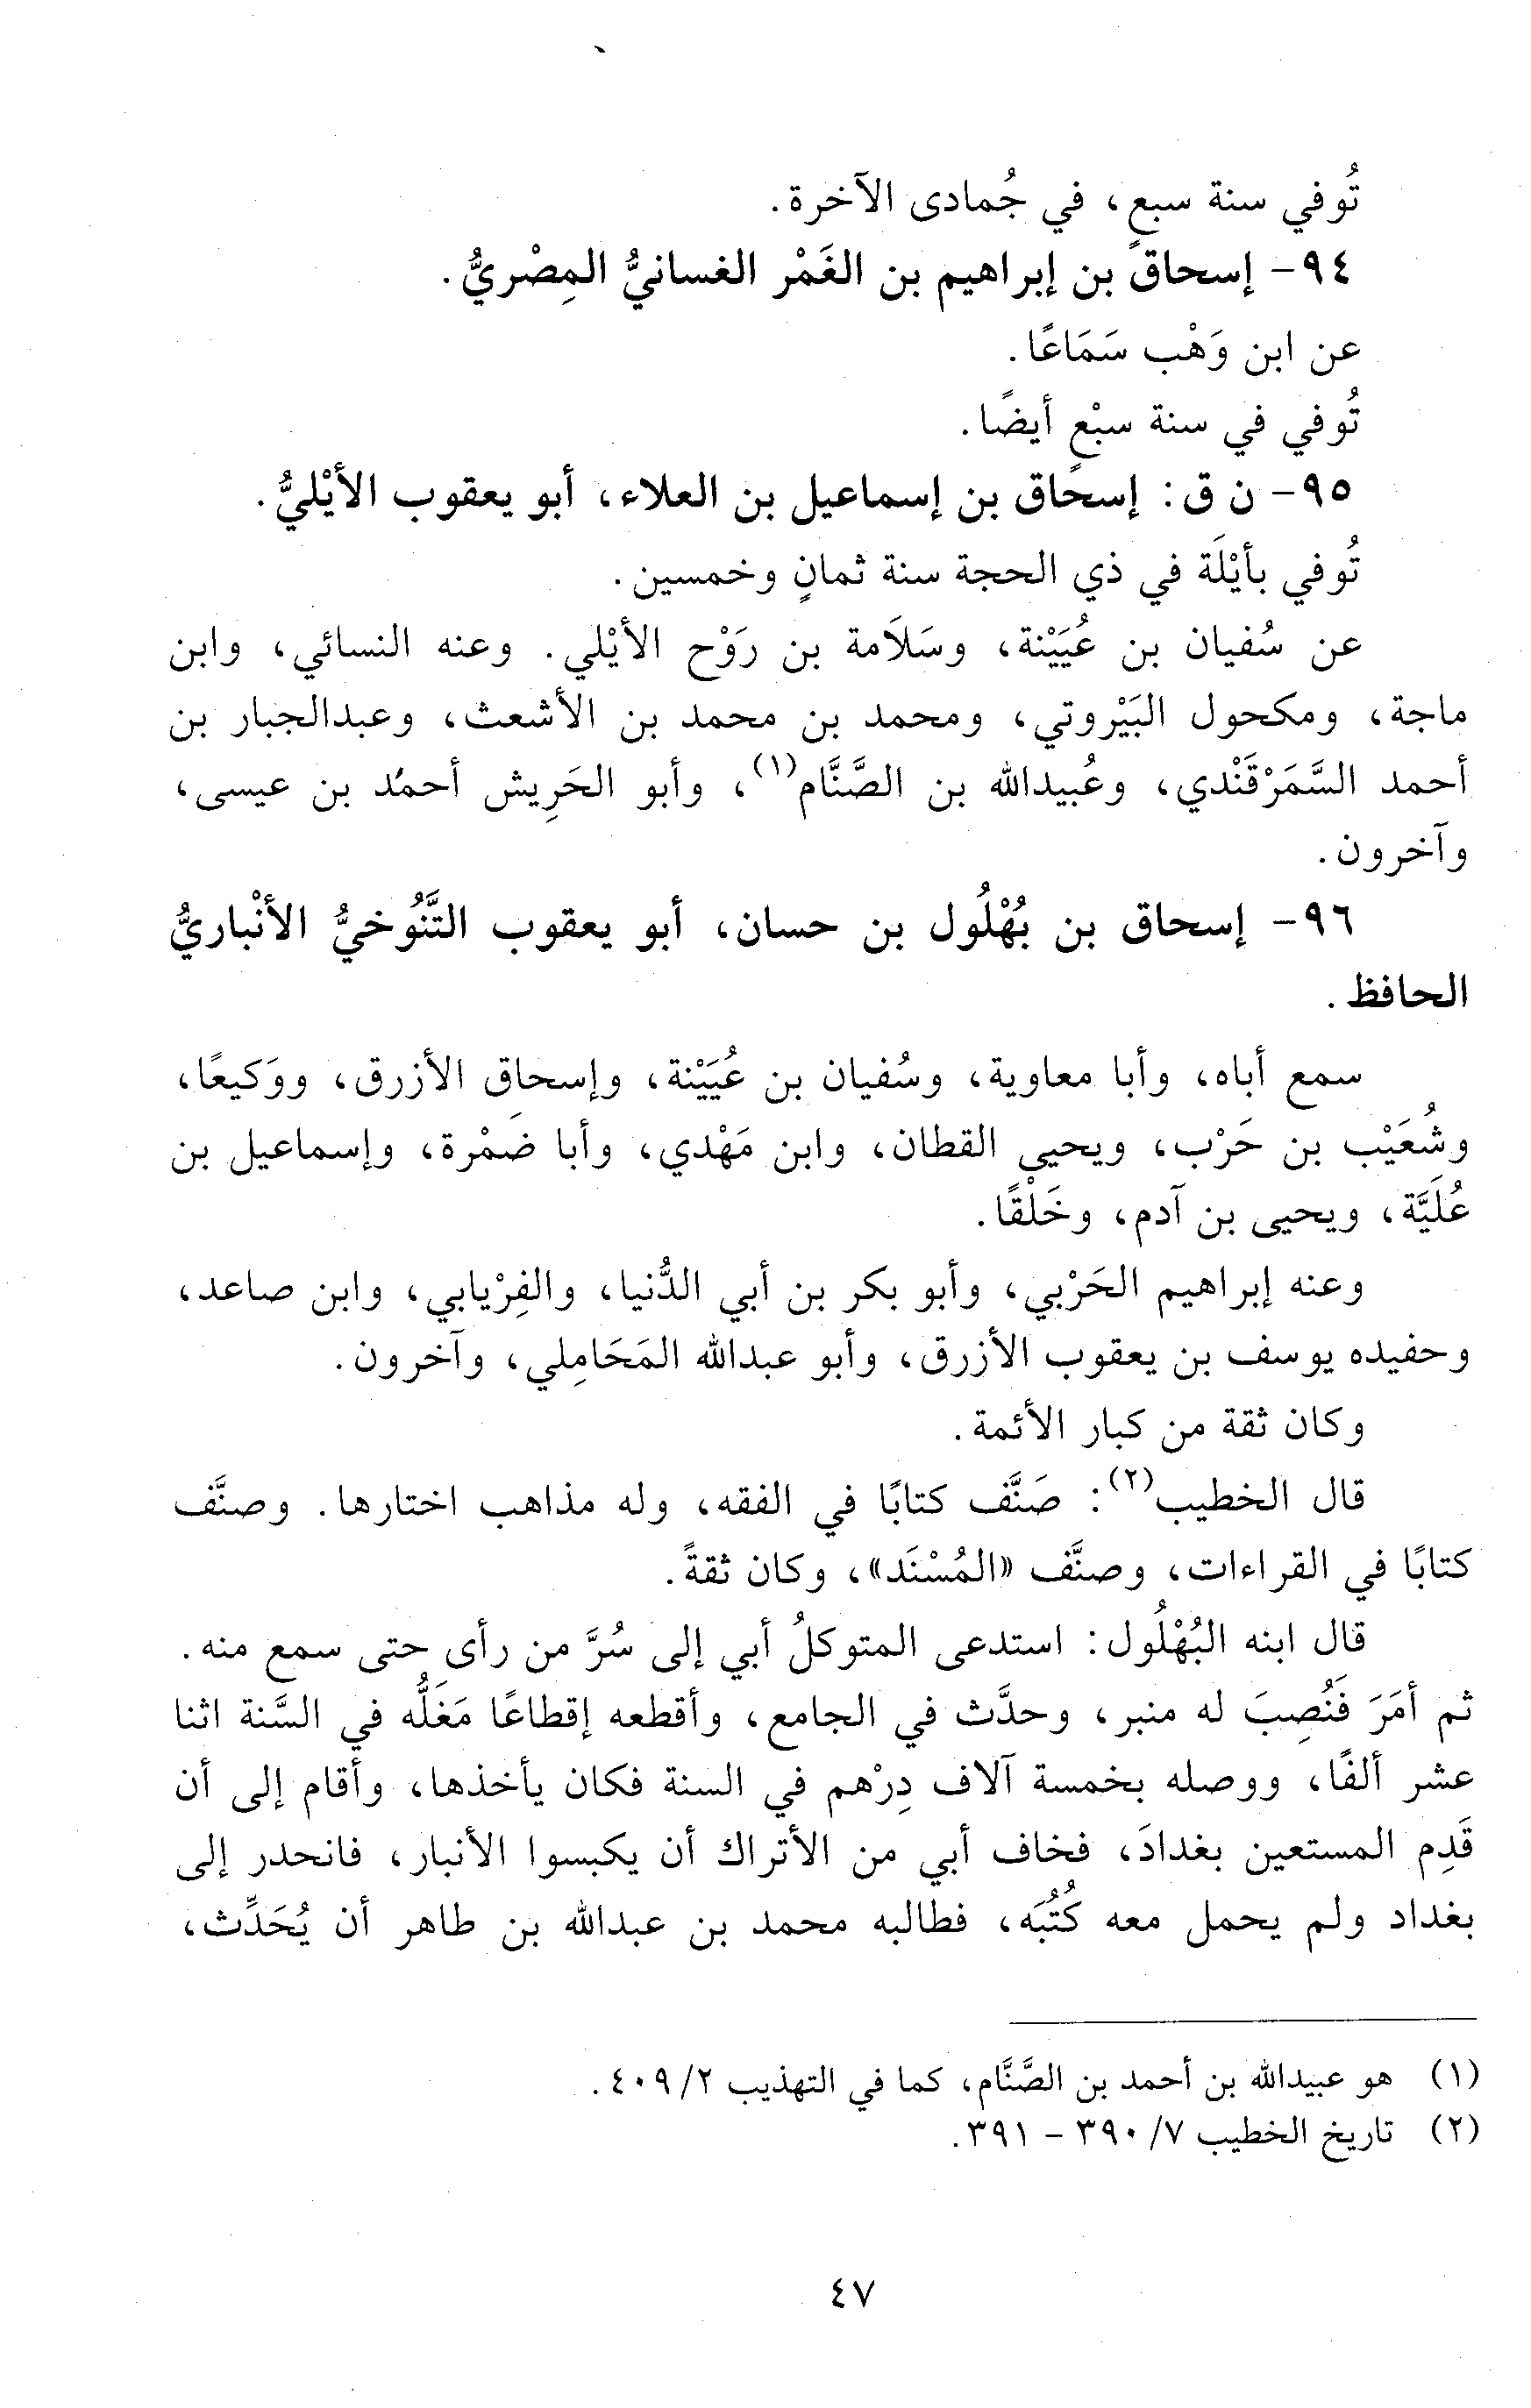 تُوفي سنة سبعٍ، في جُمادى الآخرة.
٩٤- إسحاق بن إبراهيم بن الغَمْر الغسانيُّ المِصْريُّ.
عن ابن وَهْب سَمَاعًا.
تُوفي في سنة سبْعٍ أيضًا.
٩٥- ن ق: إسحاق بن إسماعيل بن العلاء، أبو يعقوب الأَيْليُّ.
تُوفي بأَيْلَة في ذي الحجة سنة ثمانٍ وخمسين.
عن سُفيان بن عُيَيْنة، وسَلاَمة بن رَوْح الأَيْلي. وعنه النسائي، وابن
ماجة، ومكحول البَيْروتي، ومحمد بن محمد بن الأشعث، وعبدالجبار بن
أحمد السَّمَرْقَنْدي، وعُبيدالله بن الصَّنَّام(١)، وأبو الحَرِيش أحمد بن عيسى،
وآخرون.
٩٦- إسحاق بن بُهْلُول بن حسان، أبو يعقوب التَّنُوخيُّ الأنْباريُّ
الحافظ.
سمع أباه، وأبا معاوية، وسُفيان بن عُيَيْنة، وإسحاق الأزرق، ووَكيعًا،
وشُعَيْب بن حَرْب، ويحيى القطان، وابن مَهْدي، وأبا ضَمْرة، وإسماعيل بن
عُلَيَّة، ويحيى بن آدم، وخَلْقًا.
وعنه إبراهيم الحَرْبي، وأبو بكر بن أبي الدُّنيا، والفِرْيابي، وابن صاعد،
وحفيده يوسف بن يعقوب الأزرق، وأبو عبدالله المَحَامِلي، وآخرون.
وكان ثقة من كبار الأئمة.
قال الخطيب(٢): صَنَّف كتابًا في الفقه، وله مذاهب اختارها. وصنَّف
كتابًا في القراءات، وصنَّف «المُسْنَد»، وكان ثقةً.
قال ابنه البُهْلُول: استدعى المتوكلُ أبي إلى سُرَّ من رأى حتى سمع منه.
ثم أمَرَ فَنُصِبَ له منبر، وحدَّث في الجامع، وأقطعه إقطاعًا مَغَلُّه في السَّنة اثنا
عشر ألفًا، ووصله بخمسة آلاف دِرْهم في السنة فكان يأخذها، وأقام إلى أن
قَدِم المستعين بغدادَ، فخاف أبي من الأتراك أن يكبسوا الأنبار، فانحدر إلى
بغداد ولم يحمل معه كُتُبَه، فطالبه محمد بن عبدالله بن طاهر أن يُحَدِّث،
(١) هو عبيدالله بن أحمد بن الصَّنَّام، كما في التهذيب ٢/ ٤٠٩.
(٢) تاريخ الخطيب ٧/ ٣٩٠ - ٣٩١.
٤٧